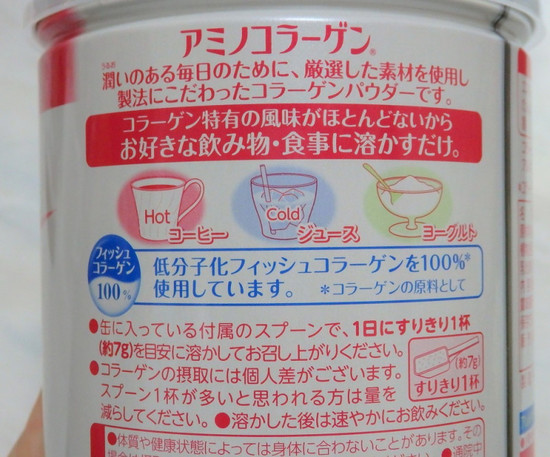 アミノコラーゲン®
うるお
潤いのある毎日のために、厳選した素材を使用し
製法にこだわったコラーゲンパウダーです。
コラーゲン特有の風味がほとんどないから
お好きな飲み物・食事に溶かすだけ。
Hot
コーヒー
Cold
ジュース
ヨーグルト
フィッシュ
コラーゲン
100%
低分子化フィッシュコラーゲンを100%*
使用しています。 *コラーゲンの原料として
●缶に入っている付属のスプーンで、1日にすりきり1杯
(約7g)を目安に溶かしてお召し上がりください。
●コラーゲンの摂取には個人差がございます。
スプーン1杯が多いと思われる方は量を
減らしてください。●溶かした後は速やかにお飲みください。
(約7g)
すりきり1杯
●体質や健康状態によっては身体に合わないことがあります。その